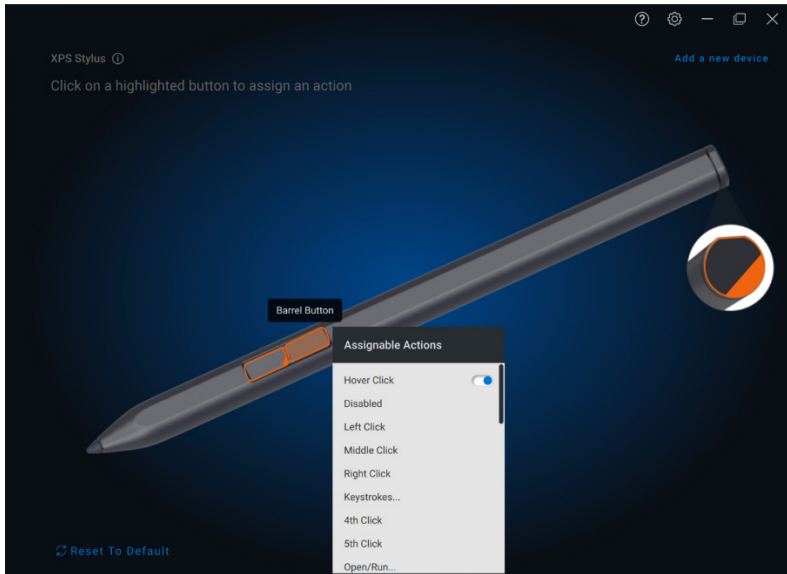 XPS Stylus
Add a new device
Click on a highlighted button to assign an action
Barrel Button
Assignable Actions
Hover Click
Disabled
Left Click
Middle Click
Right Click
Keystrokes...
4th Click
5th Click
Open/Run...
Reset To Default